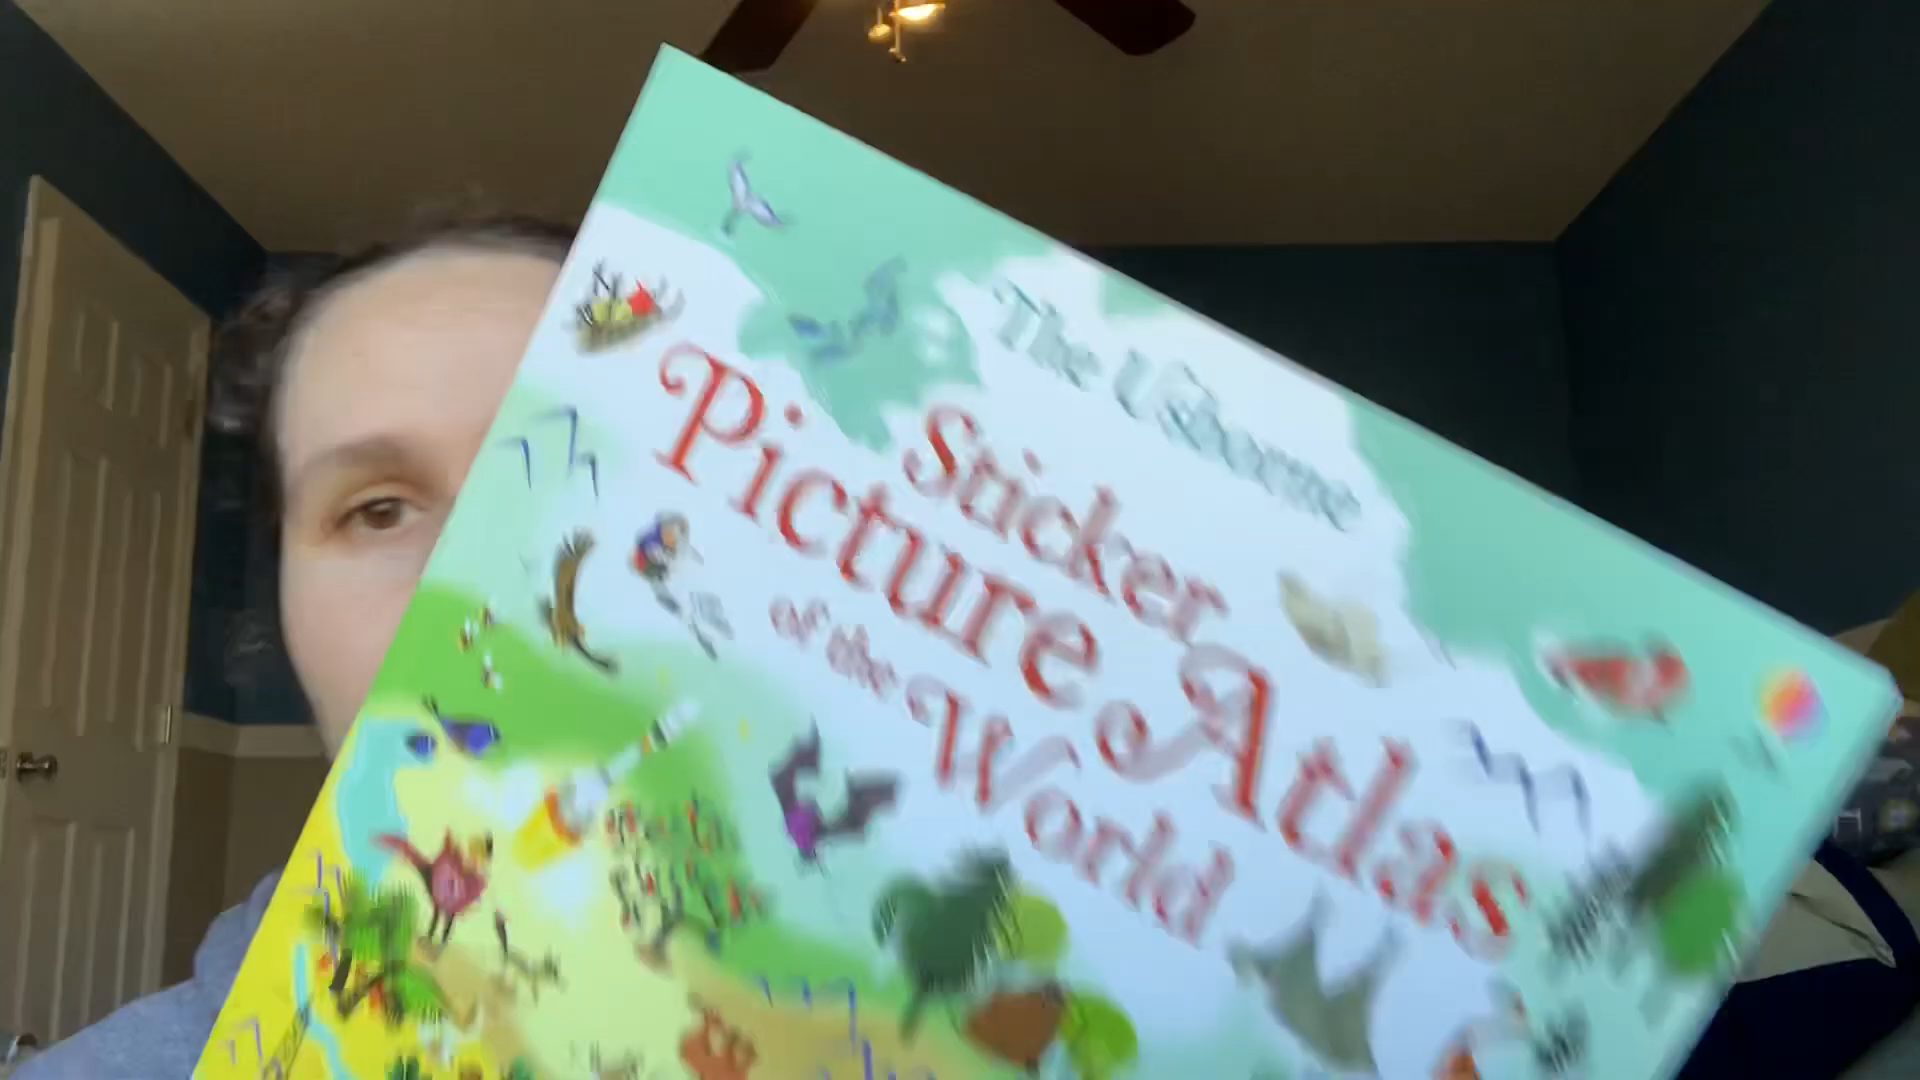 The Usborne
Sticker
Picture Atlas
of the World